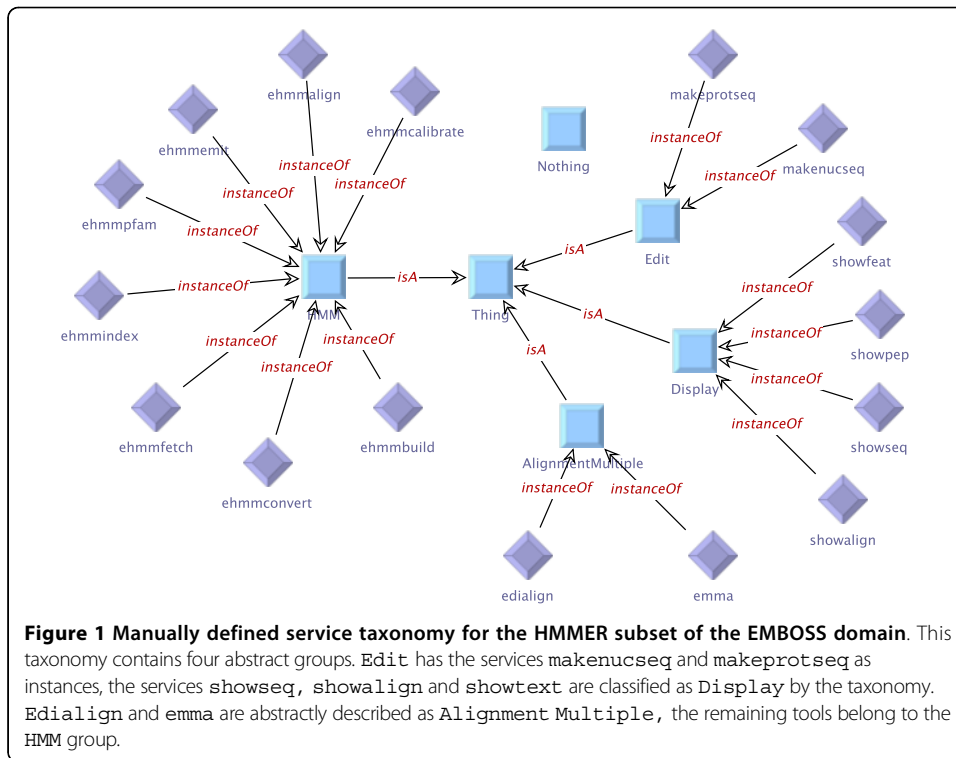 ehmmalign
makeprotseq
ehmmcalibrate
ehmmemit
instanceOf
Nothing
makenucseq
instanceOf
instanceOf
instanceOf
instanceOf
ehmmpfam
instanceOf
Edit
showfeat
isA
instanceOf
isA
HMM
Thing
ehmmindex
isA
instanceOf
showpep
instanceOf
instanceOf
isA
instanceOf
Display
instanceOf
instanceOf
showseq
ehmmfetch
ehmmbuild
AlignmentMultiple
ehmmconvert
instanceOf
instanceOf
showalign
edialign
emma
Figure 1 Manually defined service taxonomy for the HMMER subset of the EMBOSS domain. This
taxonomy contains four abstract groups. Edit has the services makenucseq and makeprotseq as
instances, the services showseq, showalign and showtext are classified as Display by the taxonomy.
Edialign and emma are abstractly described as Alignment Multiple, the remaining tools belong to the
HMM group.